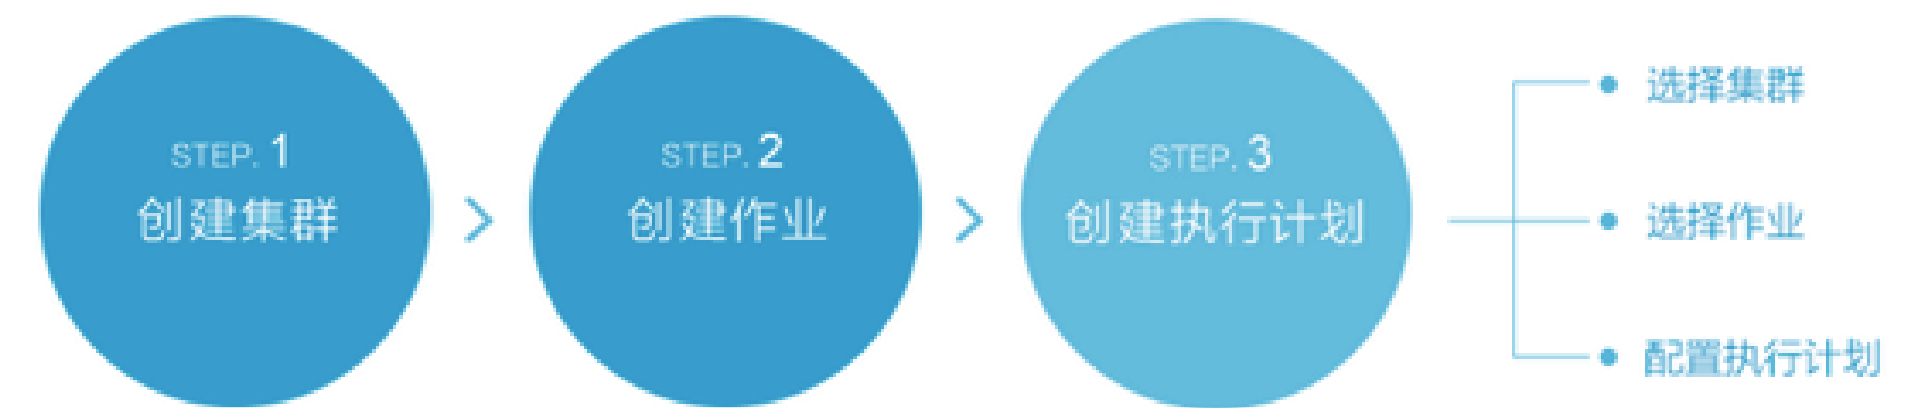 STEP. 1
创建集群
STEP. 2
创建作业
STEP. 3
创建执行计划
选择集群
选择作业
配置执行计划